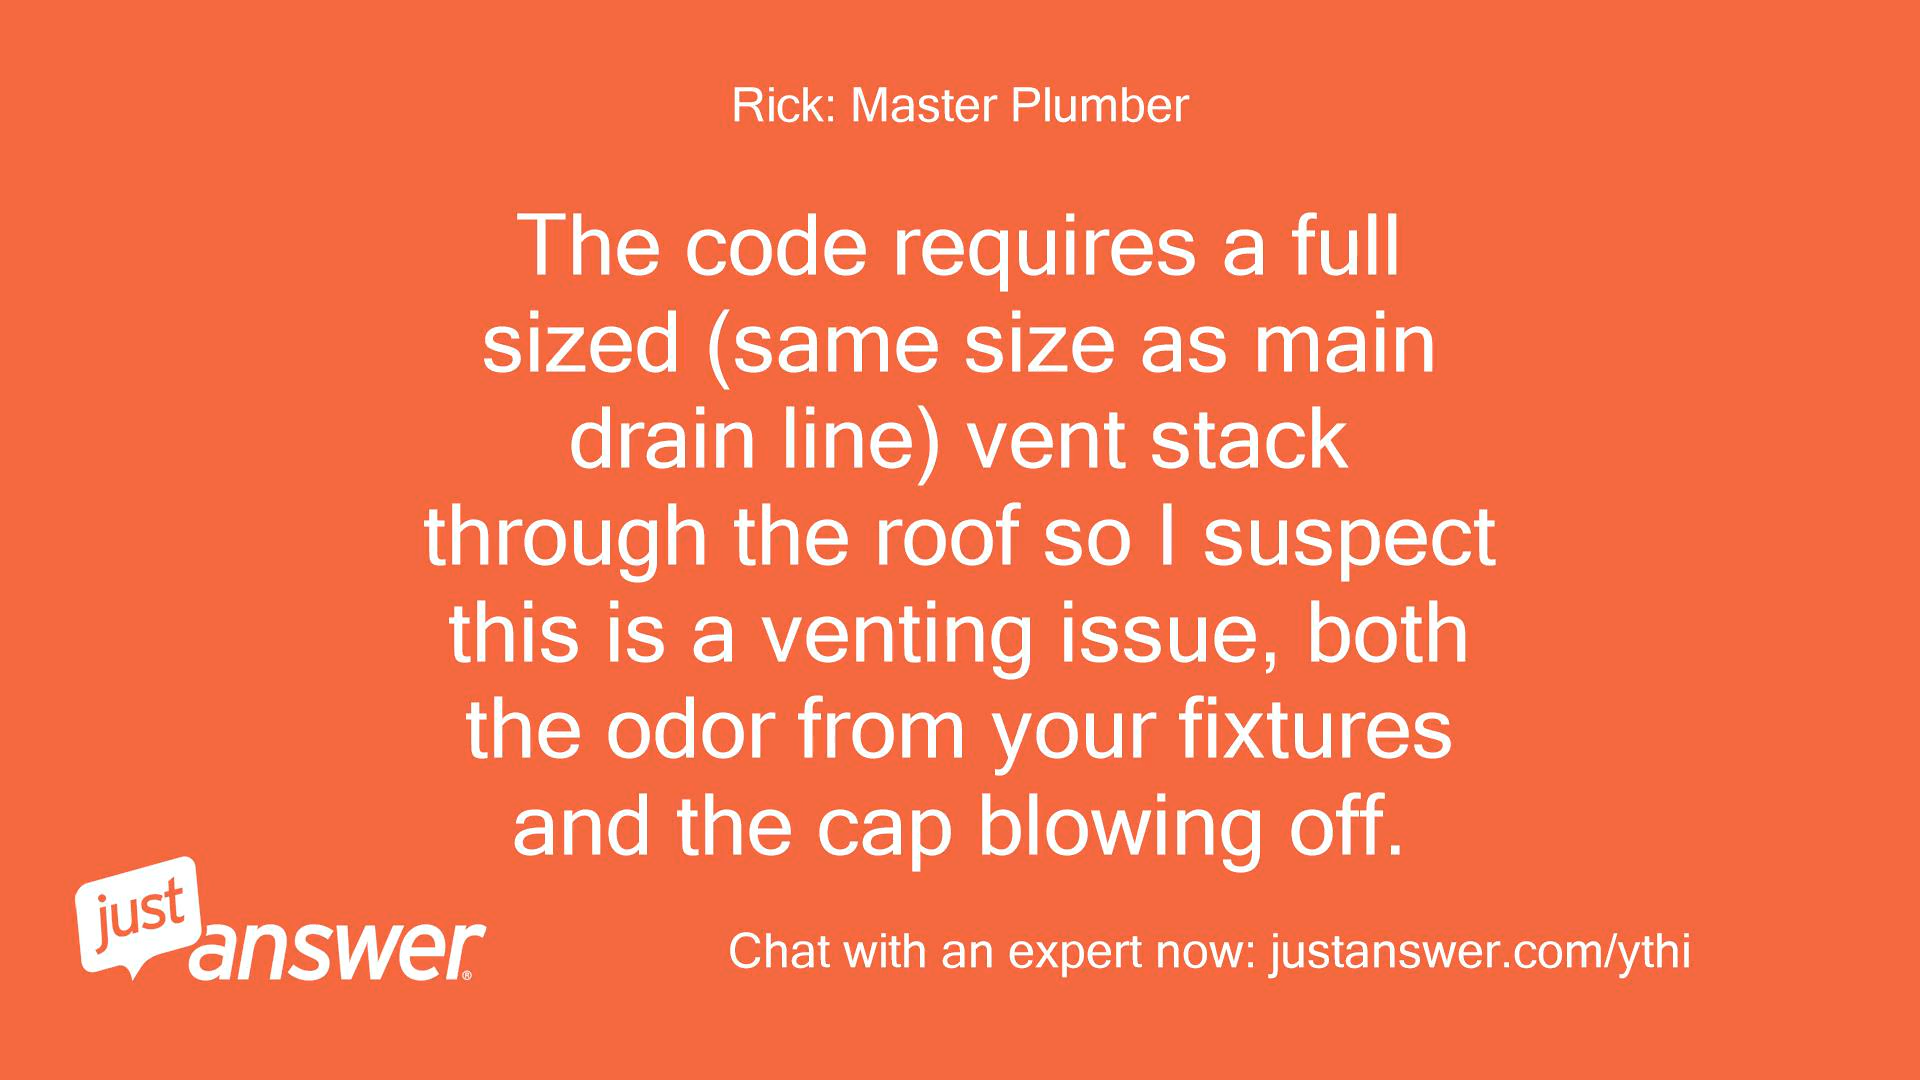 Rick: Master Plumber
The code requires a full
sized (same size as main
drain line) vent stack
through the roof so I suspect
this is a venting issue, both
the odor from your fixtures
and the cap blowing off.
just
answer®
Chat with an expert now: justanswer.com/ythi